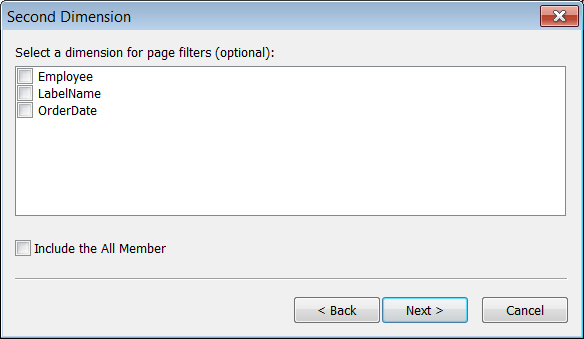 Second Dimension
Select a dimension for page filters (optional):
Employee
LabelName
OrderDate
Include the All Member
< Back Next > Cancel